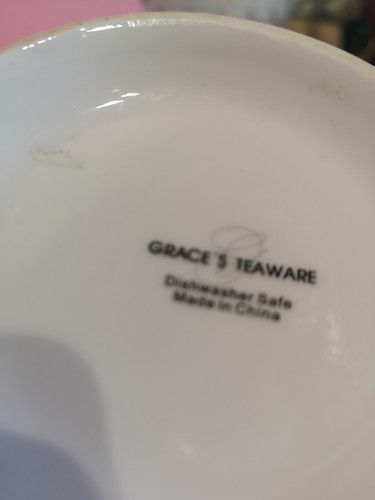 G
GRACE'S TEAWARE
Dishwasher Safe
Made in China